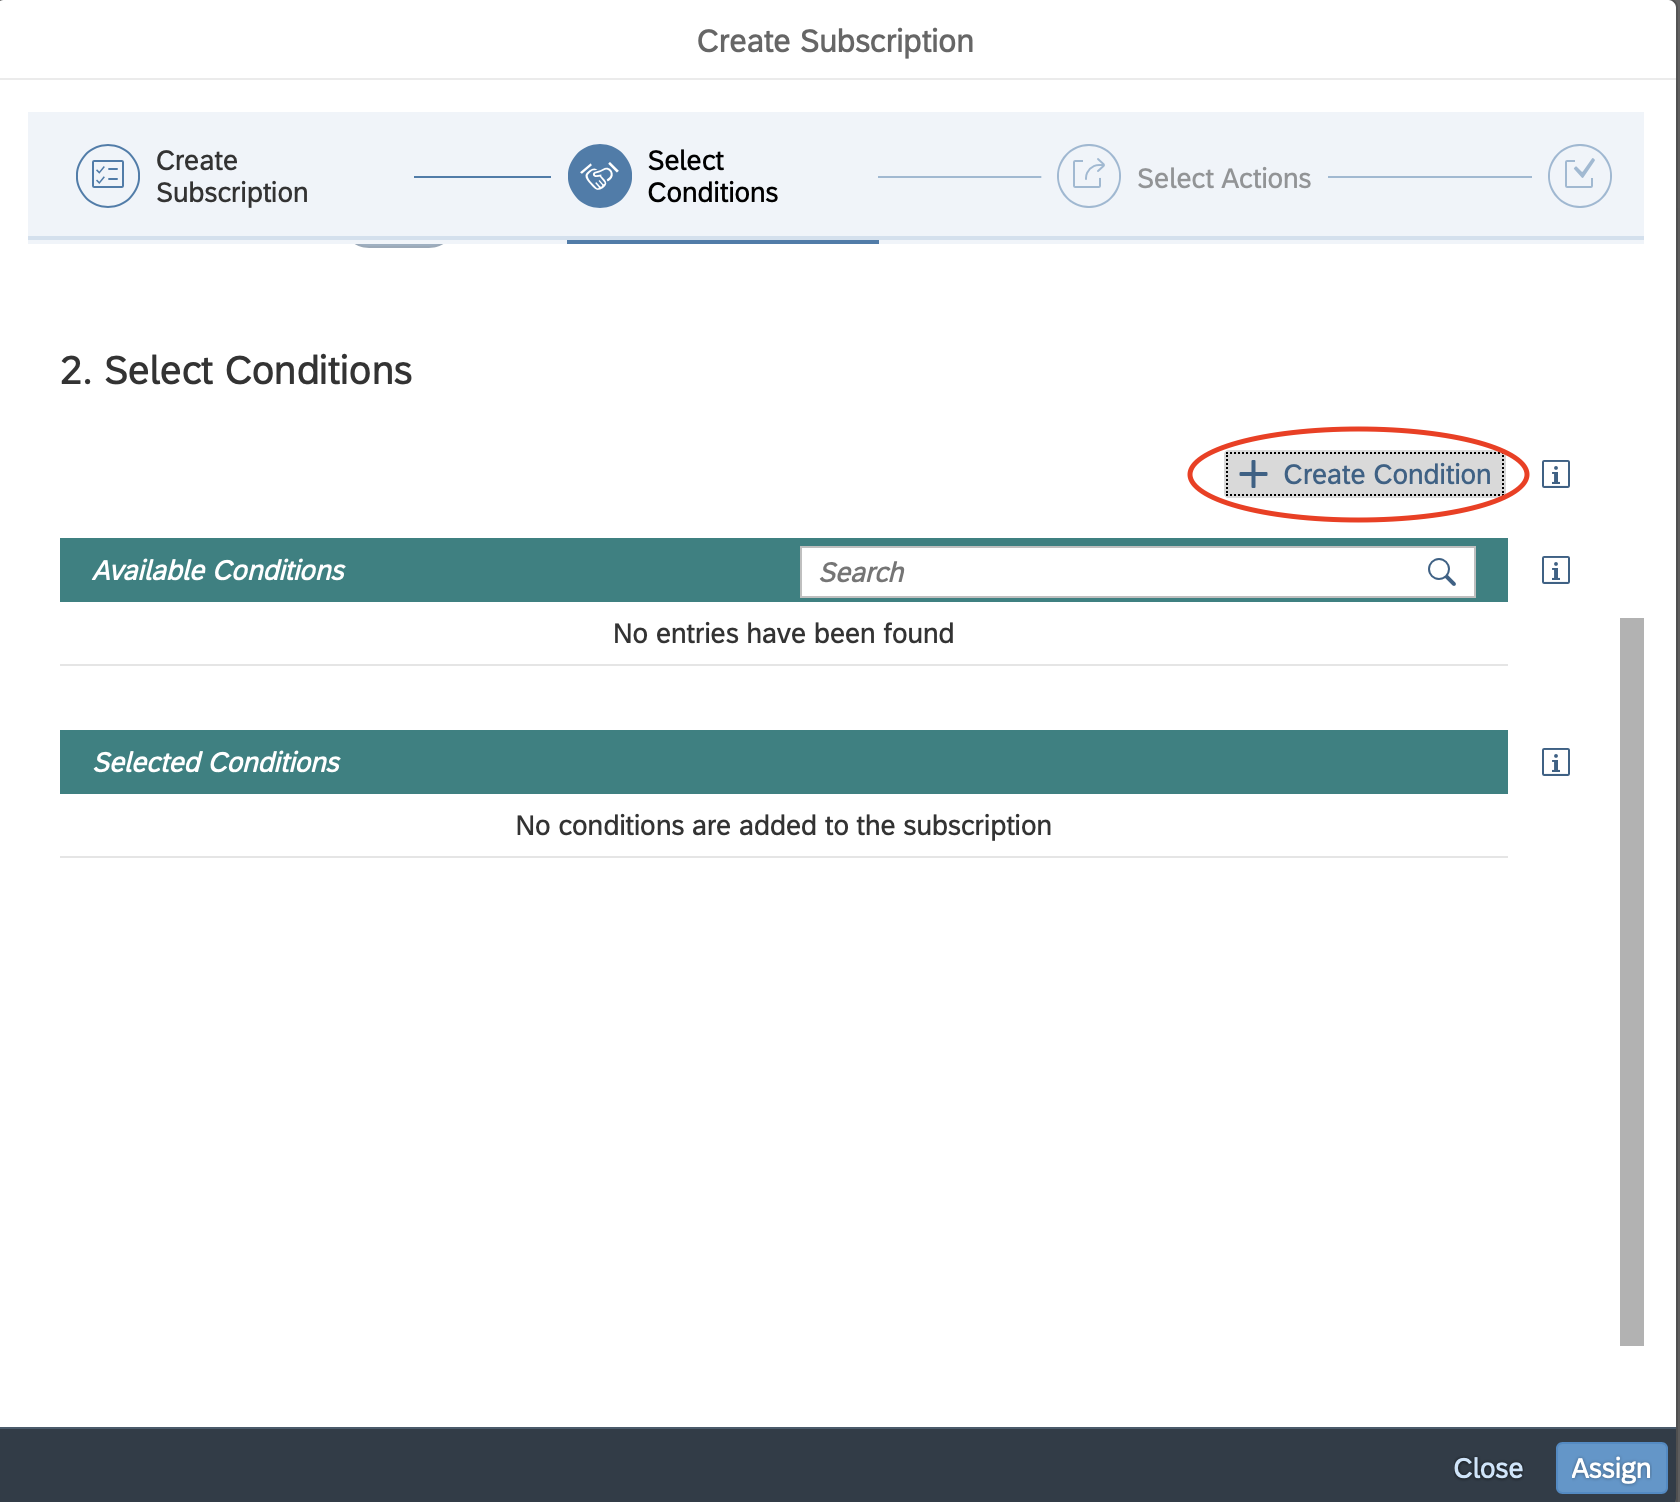 Create Subscription
Create
Subscription
Select
Conditions
Select Actions
2. Select Conditions
+ Create Condition
Available Conditions
Search
No entries have been found
Selected Conditions
No conditions are added to the subscription
Close
Assign